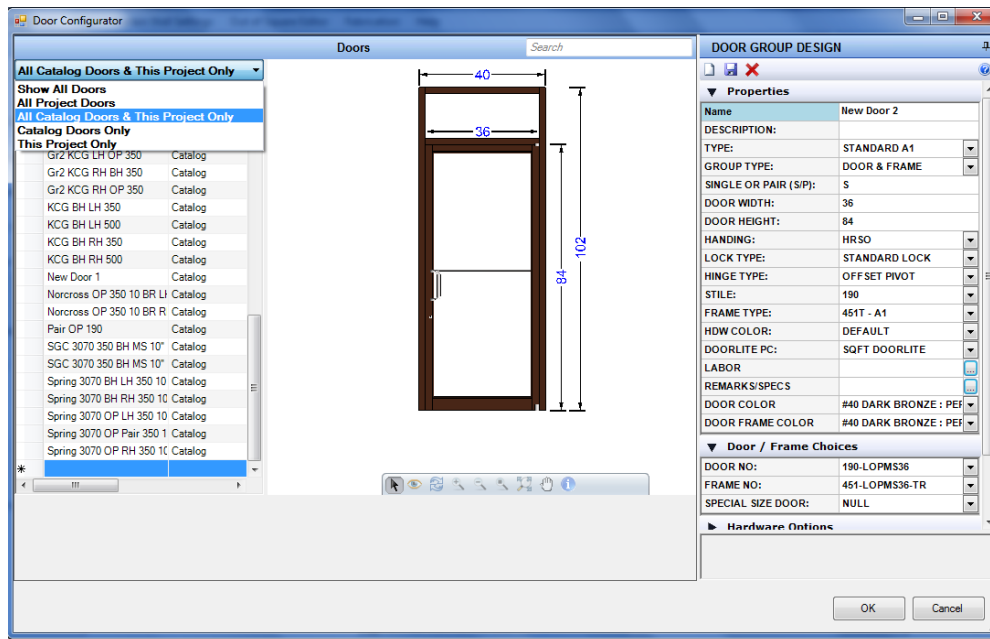 Door Configurator
Doors
Search
All Catalog Doors & This Project Only
Show All Doors
All Project Doors
All Catalog Doors & This Project Only
Catalog Doors Only
This Project Only
Gr2 KCG LH OP 350 Catalog
Gr2 KCG RH BH 350 Catalog
Gr2 KCG RH OP 350 Catalog
KCG BH LH 350 Catalog
KCG BH LH 500 Catalog
KCG BH RH 350 Catalog
KCG BH RH 500 Catalog
New Door 1 Catalog
Norcross OP 350 10 BR LH Catalog
Norcross OP 350 10 BR R Catalog
Pair OP 190 Catalog
SGC 3070 350 BH MS 10" Catalog
SGC 3070 350 BH MS 10" Catalog
Spring 3070 BH LH 350 10 Catalog
Spring 3070 BH RH 350 10 Catalog
Spring 3070 OP LH 350 10 Catalog
Spring 3070 OP Pair 350 1 Catalog
Spring 3070 OP RH 350 10 Catalog
40
36
84
102
DOOR GROUP DESIGN
Properties
Name New Door 2
DESCRIPTION:
TYPE: STANDARD A1
GROUP TYPE: DOOR & FRAME
SINGLE OR PAIR (S/P): S
DOOR WIDTH: 36
DOOR HEIGHT: 84
HANDING: HRSO
LOCK TYPE: STANDARD LOCK
HINGE TYPE: OFFSET PIVOT
STILE: 190
FRAME TYPE: 451T - A1
HDW COLOR: DEFAULT
DOORLITE PC: SQFT DOORLITE
LABOR
REMARKS/SPECS
DOOR COLOR #40 DARK BRONZE : PER
DOOR FRAME COLOR #40 DARK BRONZE : PER
Door / Frame Choices
DOOR NO: 190-LOPMS36
FRAME NO: 451-LOPMS36-TR
SPECIAL SIZE DOOR: NULL
Hardware Options
OK
Cancel